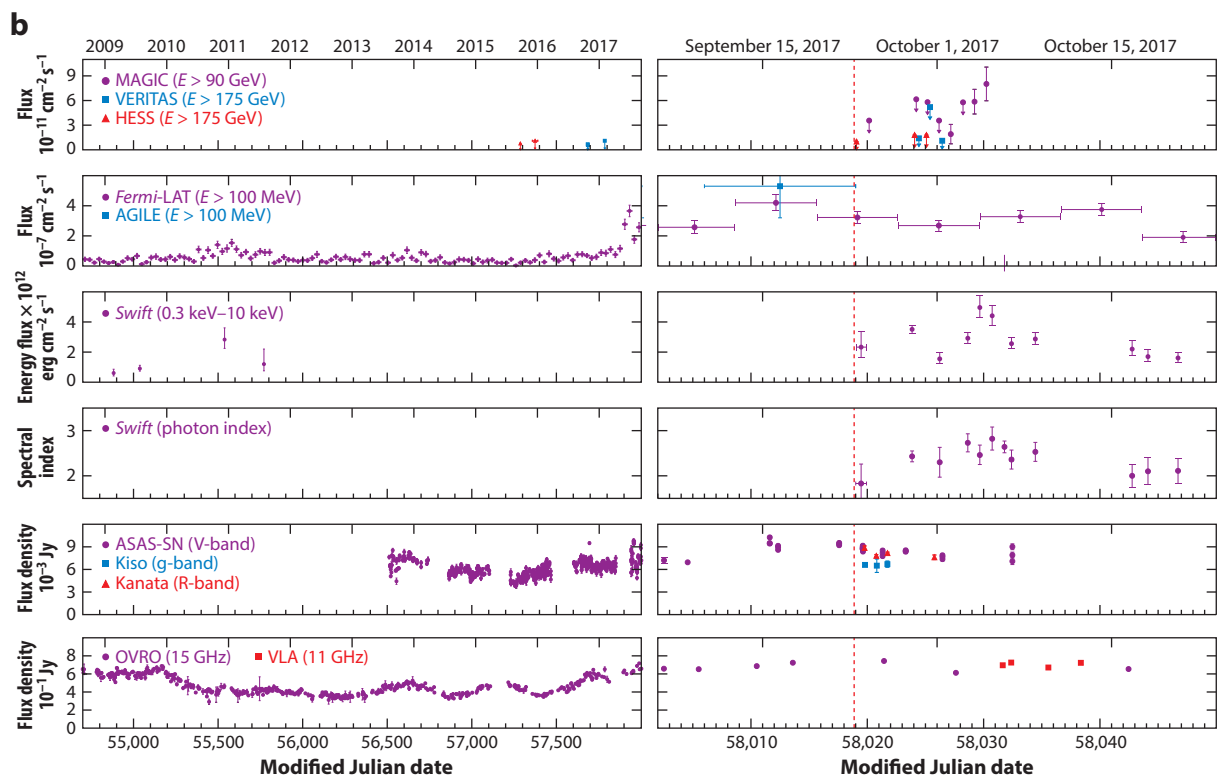 b
2009 2010 2011 2012 2013 2014 2015 2016 2017
September 15, 2017 October 1, 2017 October 15, 2017
Flux
10⁻¹¹ cm⁻² s⁻¹
9
6
3
0
MAGIC (E > 90 GeV)
VERITAS (E > 175 GeV)
HESS (E > 175 GeV)
Flux
10⁻⁷ cm⁻² s⁻¹
4
2
0
Fermi-LAT (E > 100 MeV)
AGILE (E > 100 MeV)
Energy flux × 10¹²
erg cm⁻² s⁻¹
4
2
0
Swift (0.3 keV–10 keV)
Spectral
index
3
2
Swift (photon index)
Flux density
10⁻³ Jy
9
6
3
0
ASAS-SN (V-band)
Kiso (g-band)
Kanata (R-band)
Flux density
10⁻¹ Jy
8
6
4
2
0
OVRO (15 GHz) VLA (11 GHz)
55,000 55,500 56,000 56,500 57,000 57,500
58,010 58,020 58,030 58,040
Modified Julian date Modified Julian date